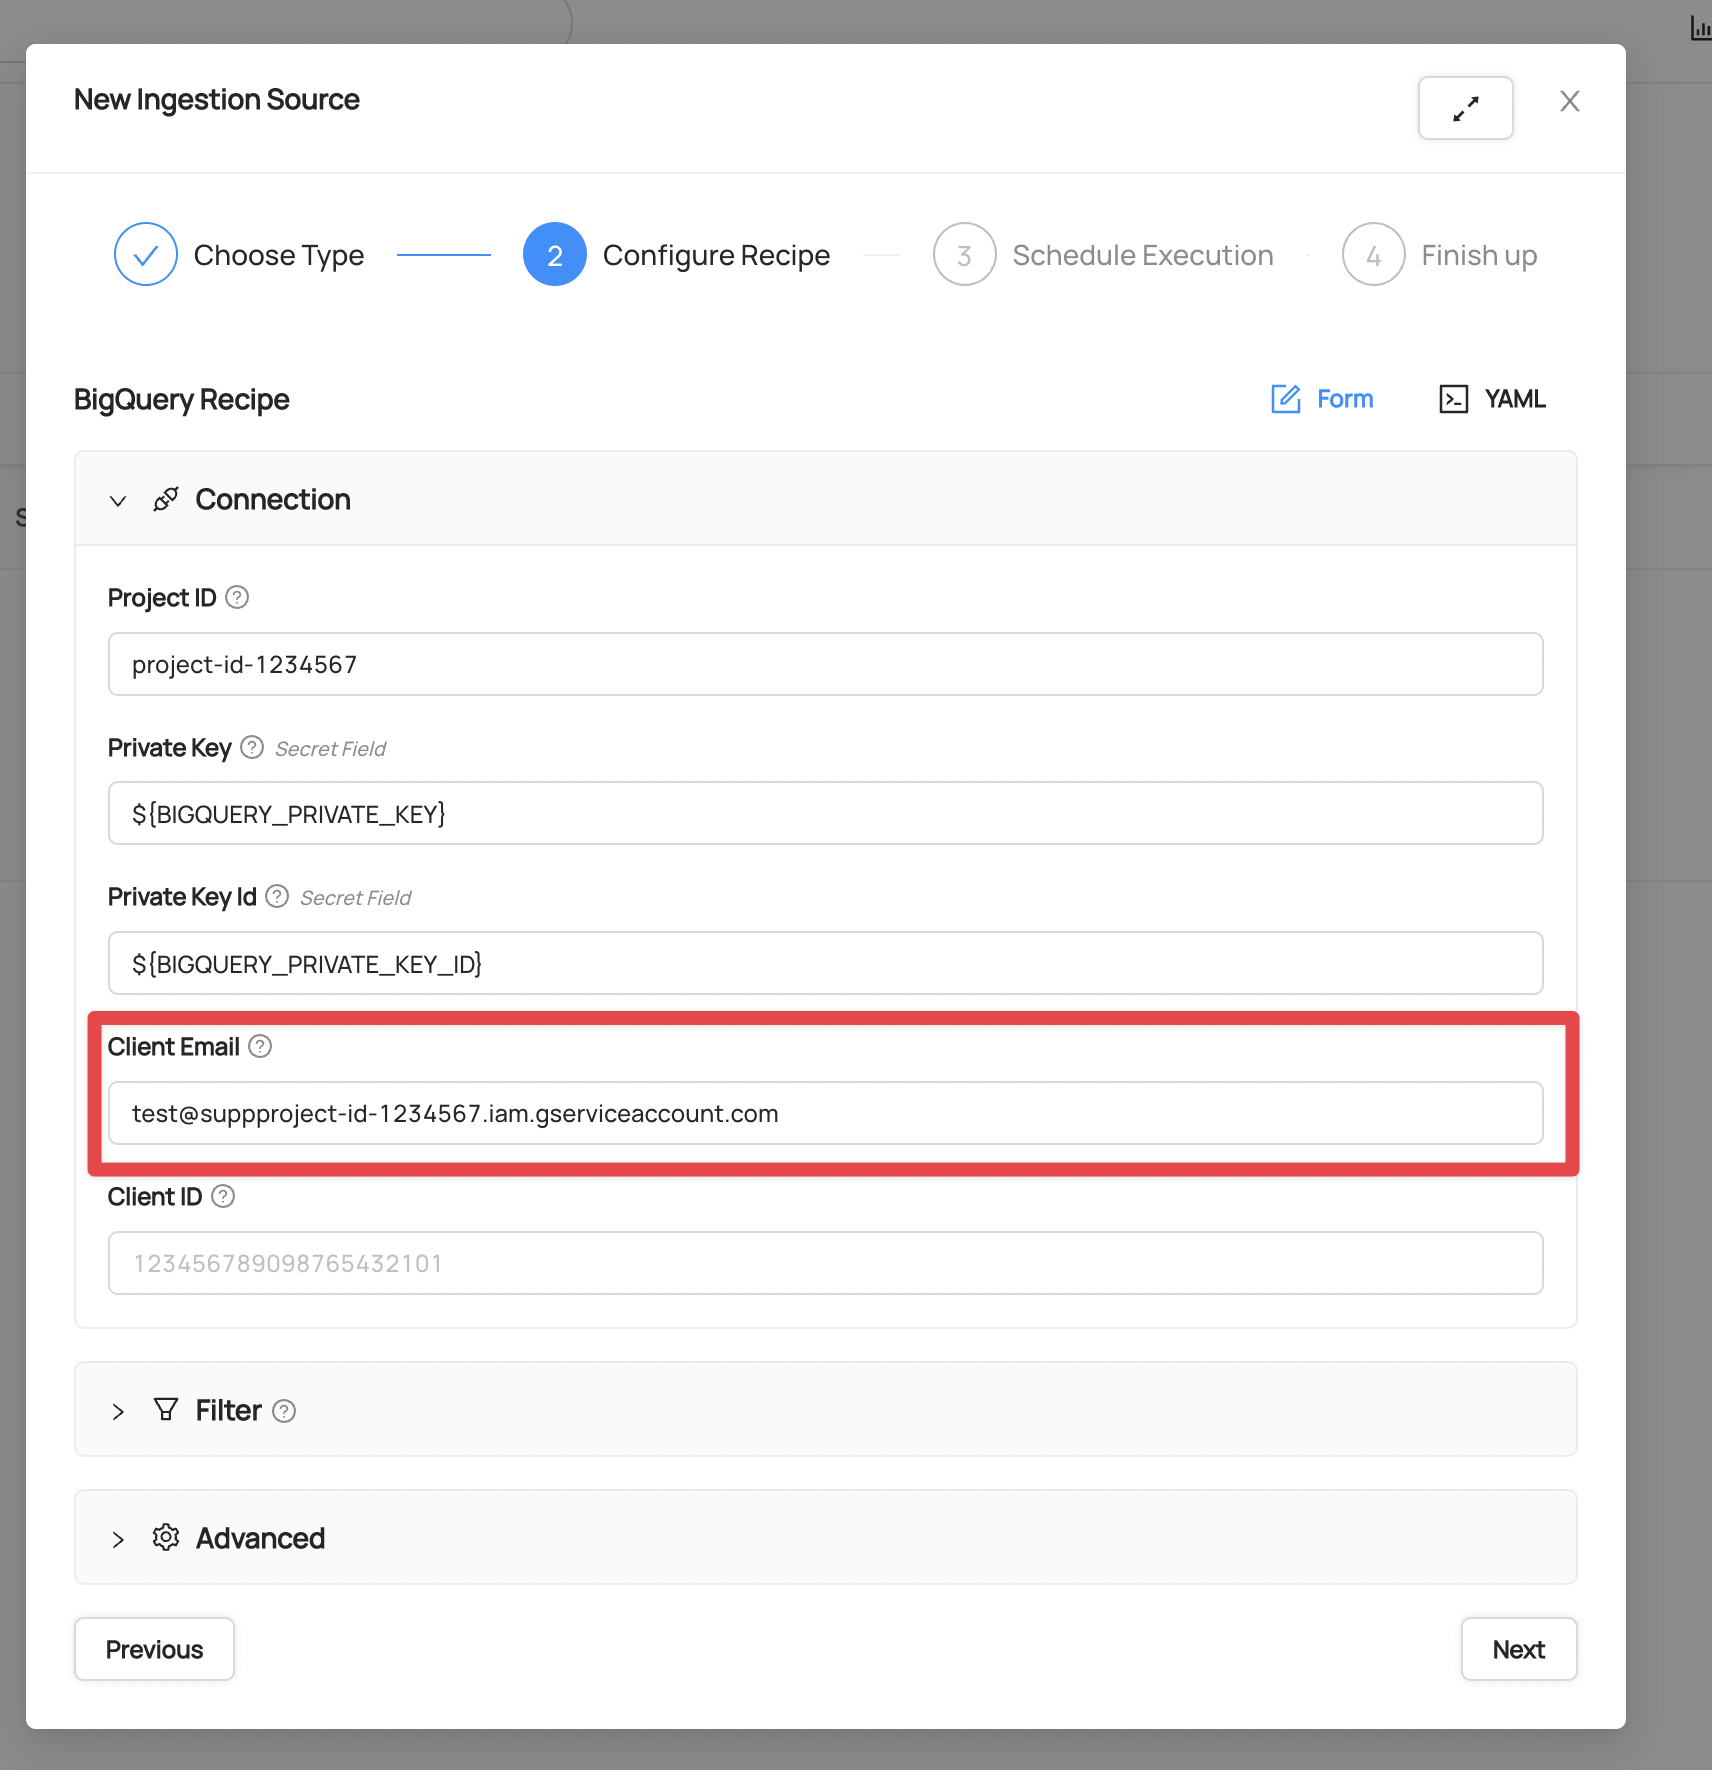 New Ingestion Source
Choose Type
2 Configure Recipe
3 Schedule Execution
4 Finish up
BigQuery Recipe
Form
YAML
Connection
Project ID
project-id-1234567
Private Key Secret Field
${BIGQUERY_PRIVATE_KEY}
Private Key Id Secret Field
${BIGQUERY_PRIVATE_KEY_ID}
Client Email
test@suppproject-id-1234567.iam.gserviceaccount.com
Client ID
123456789098765432101
Filter
Advanced
Previous
Next